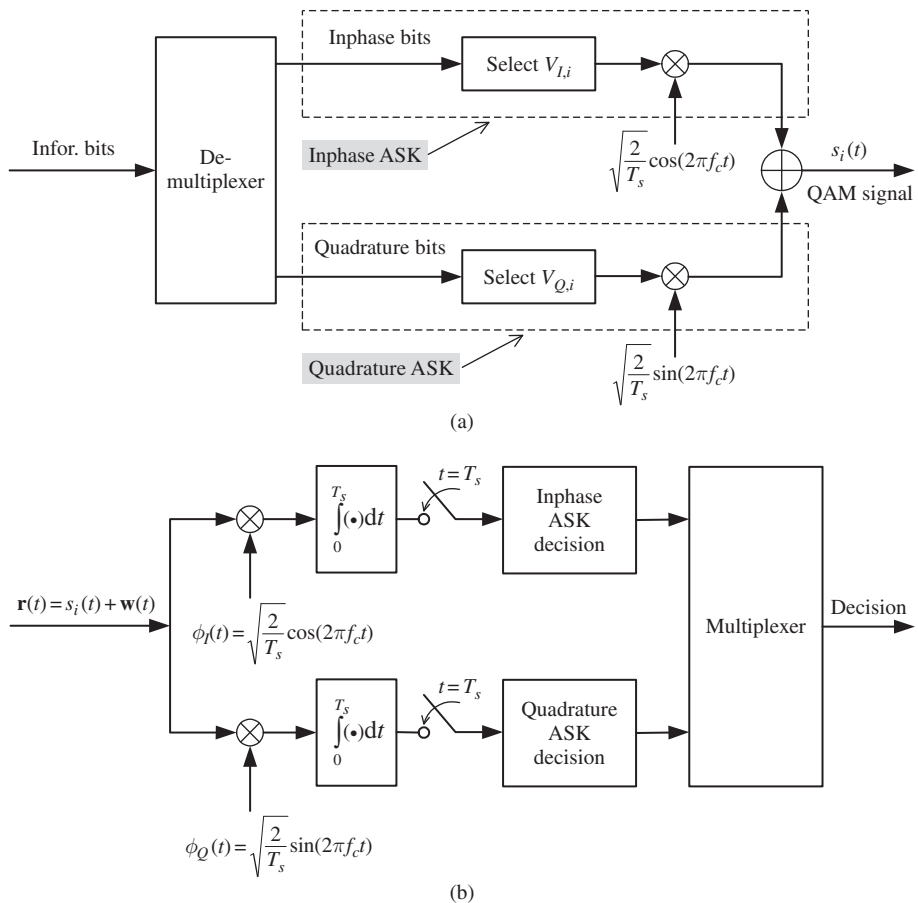 Inphase bits
Select V_{I,i}
Infor. bits
De-
multiplexer
Inphase ASK
√(2/T_s) cos(2πf_c t)
s_i(t)
QAM signal
Quadrature bits
Select V_{Q,i}
Quadrature ASK
√(2/T_s) sin(2πf_c t)
(a)
∫_0^{T_s} (•)dt
t = T_s
Inphase
ASK
decision
r(t) = s_i(t) + w(t)
ϕ_I(t) = √(2/T_s) cos(2πf_c t)
Multiplexer
Decision
∫_0^{T_s} (•)dt
t = T_s
Quadrature
ASK
decision
ϕ_Q(t) = √(2/T_s) sin(2πf_c t)
(b)